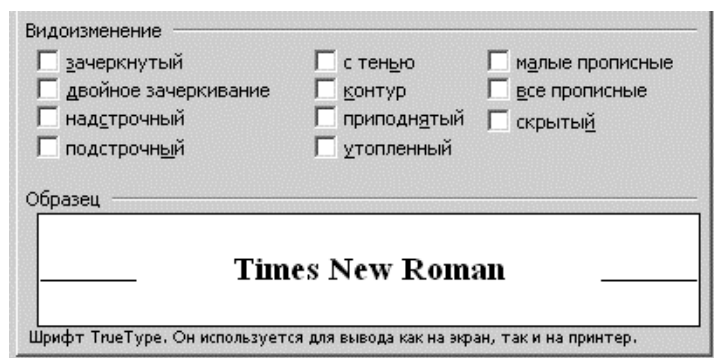 Видоизменение
зачеркнутый с тенью малые прописные
двойное зачеркивание контур все прописные
надстрочный приподнятый скрытый
подстрочный утопленный
Образец
Times New Roman
Шрифт TrueType. Он используется для вывода как на экран, так и на принтер.